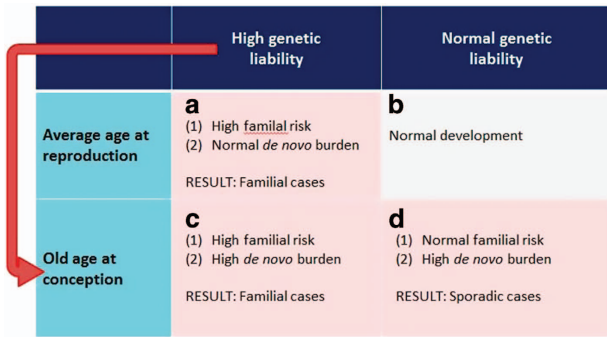 High genetic
liability
Normal genetic
liability
Average age at
reproduction
a
(1) High familal risk
(2) Normal de novo burden
RESULT: Familial cases
b
Normal development
Old age at
conception
c
(1) High familial risk
(2) High de novo burden
RESULT: Familial cases
d
(1) Normal familial risk
(2) High de novo burden
RESULT: Sporadic cases